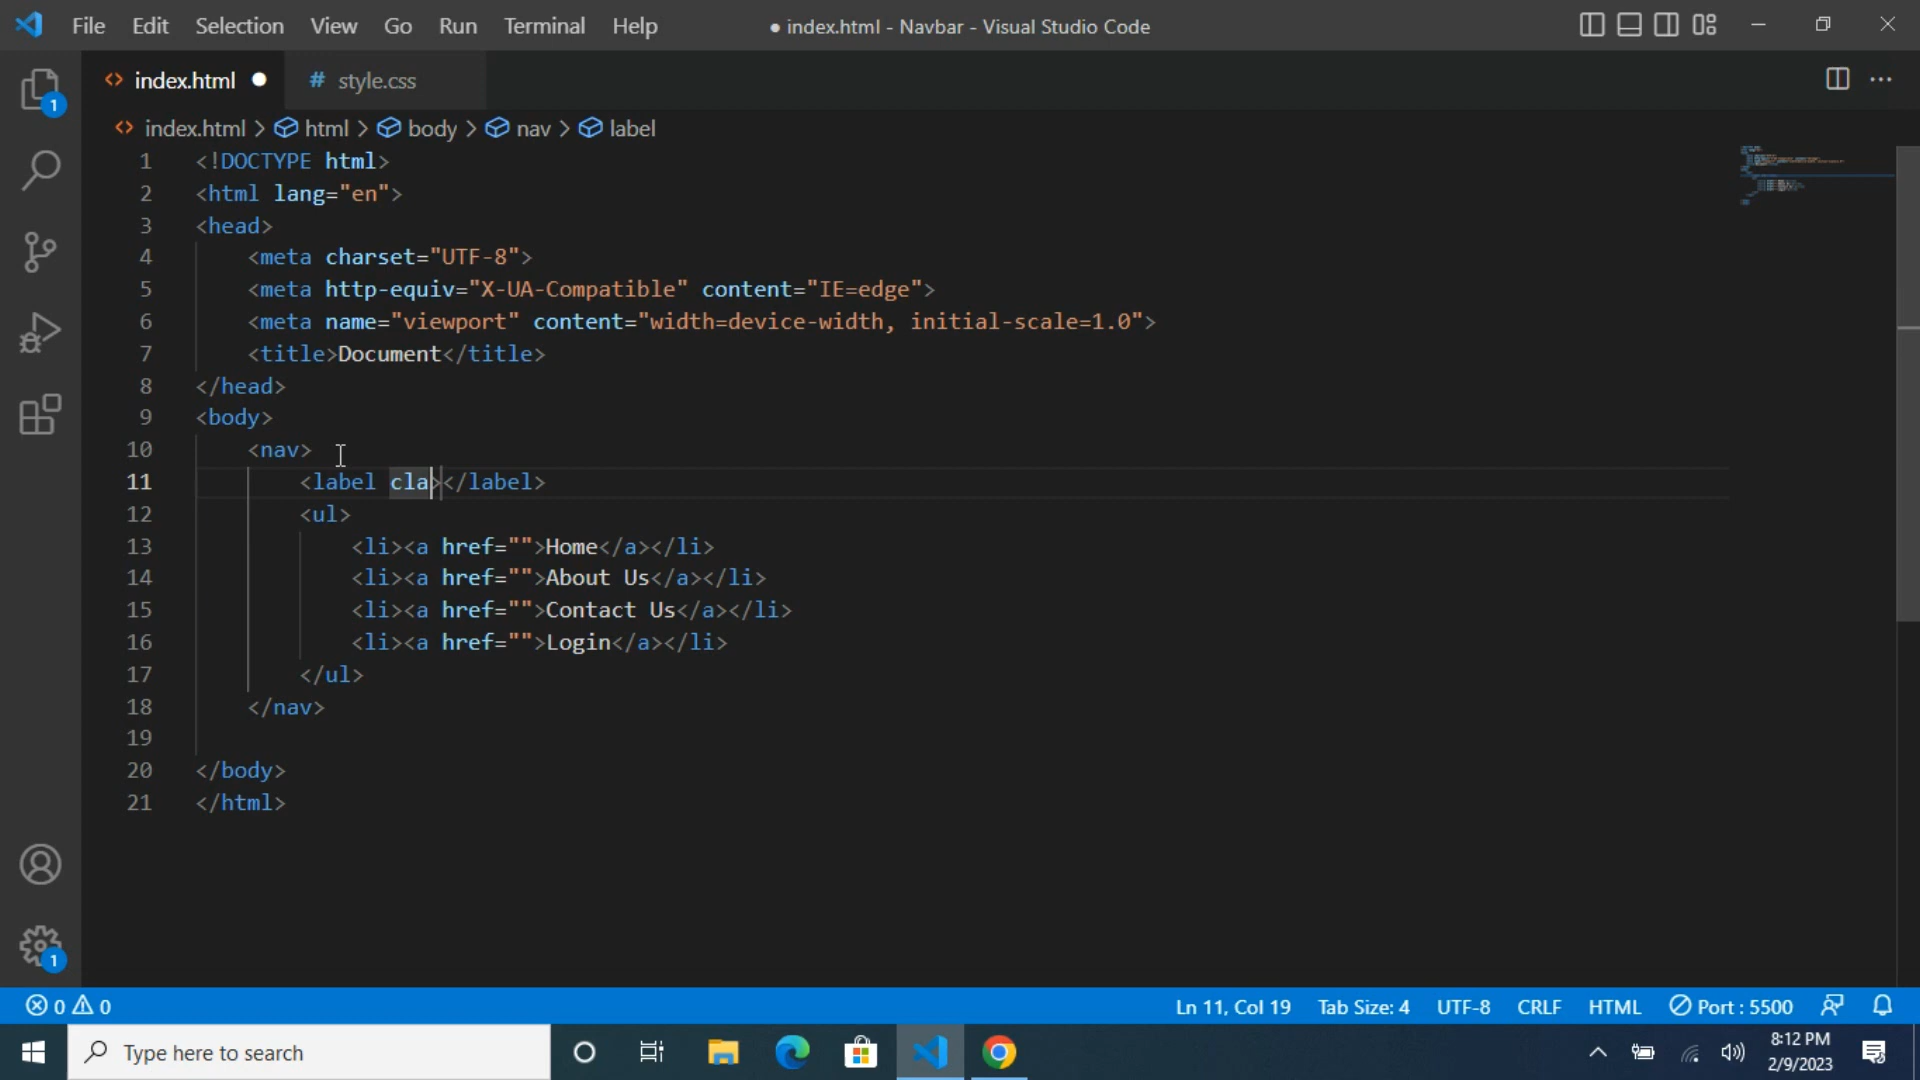 File Edit Selection View Go Run Terminal Help ● index.html - Navbar - Visual Studio Code
index.html ● # style.css
1
index.html > html > body > nav > label
1 <!DOCTYPE html>
2 <html lang="en">
3 <head>
4 <meta charset="UTF-8">
5 <meta http-equiv="X-UA-Compatible" content="IE=edge">
6 <meta name="viewport" content="width=device-width, initial-scale=1.0">
7 <title>Document</title>
8 </head>
9 <body>
10 <nav>
11 <label cla></label>
12 <ul>
13 <li><a href="">Home</a></li>
14 <li><a href="">About Us</a></li>
15 <li><a href="">Contact Us</a></li>
16 <li><a href="">Login</a></li>
17 </ul>
18 </nav>
19
20 </body>
21 </html>
1
0 0 Ln 11, Col 19 Tab Size: 4 UTF-8 CRLF HTML Port : 5500
Type here to search
8:12 PM
2/9/2023